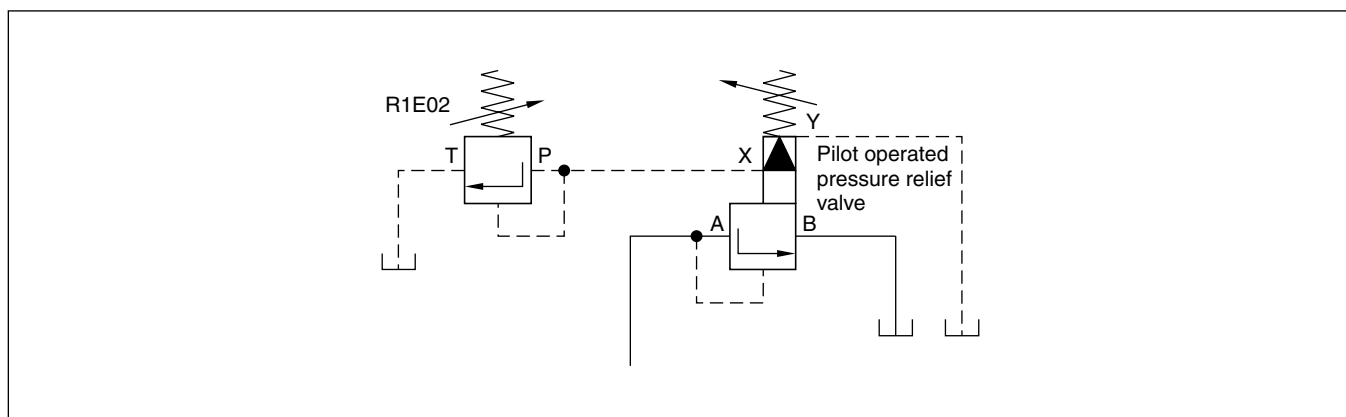 R1E02
T
P
X
Y
Pilot operated
pressure relief
valve
A
B